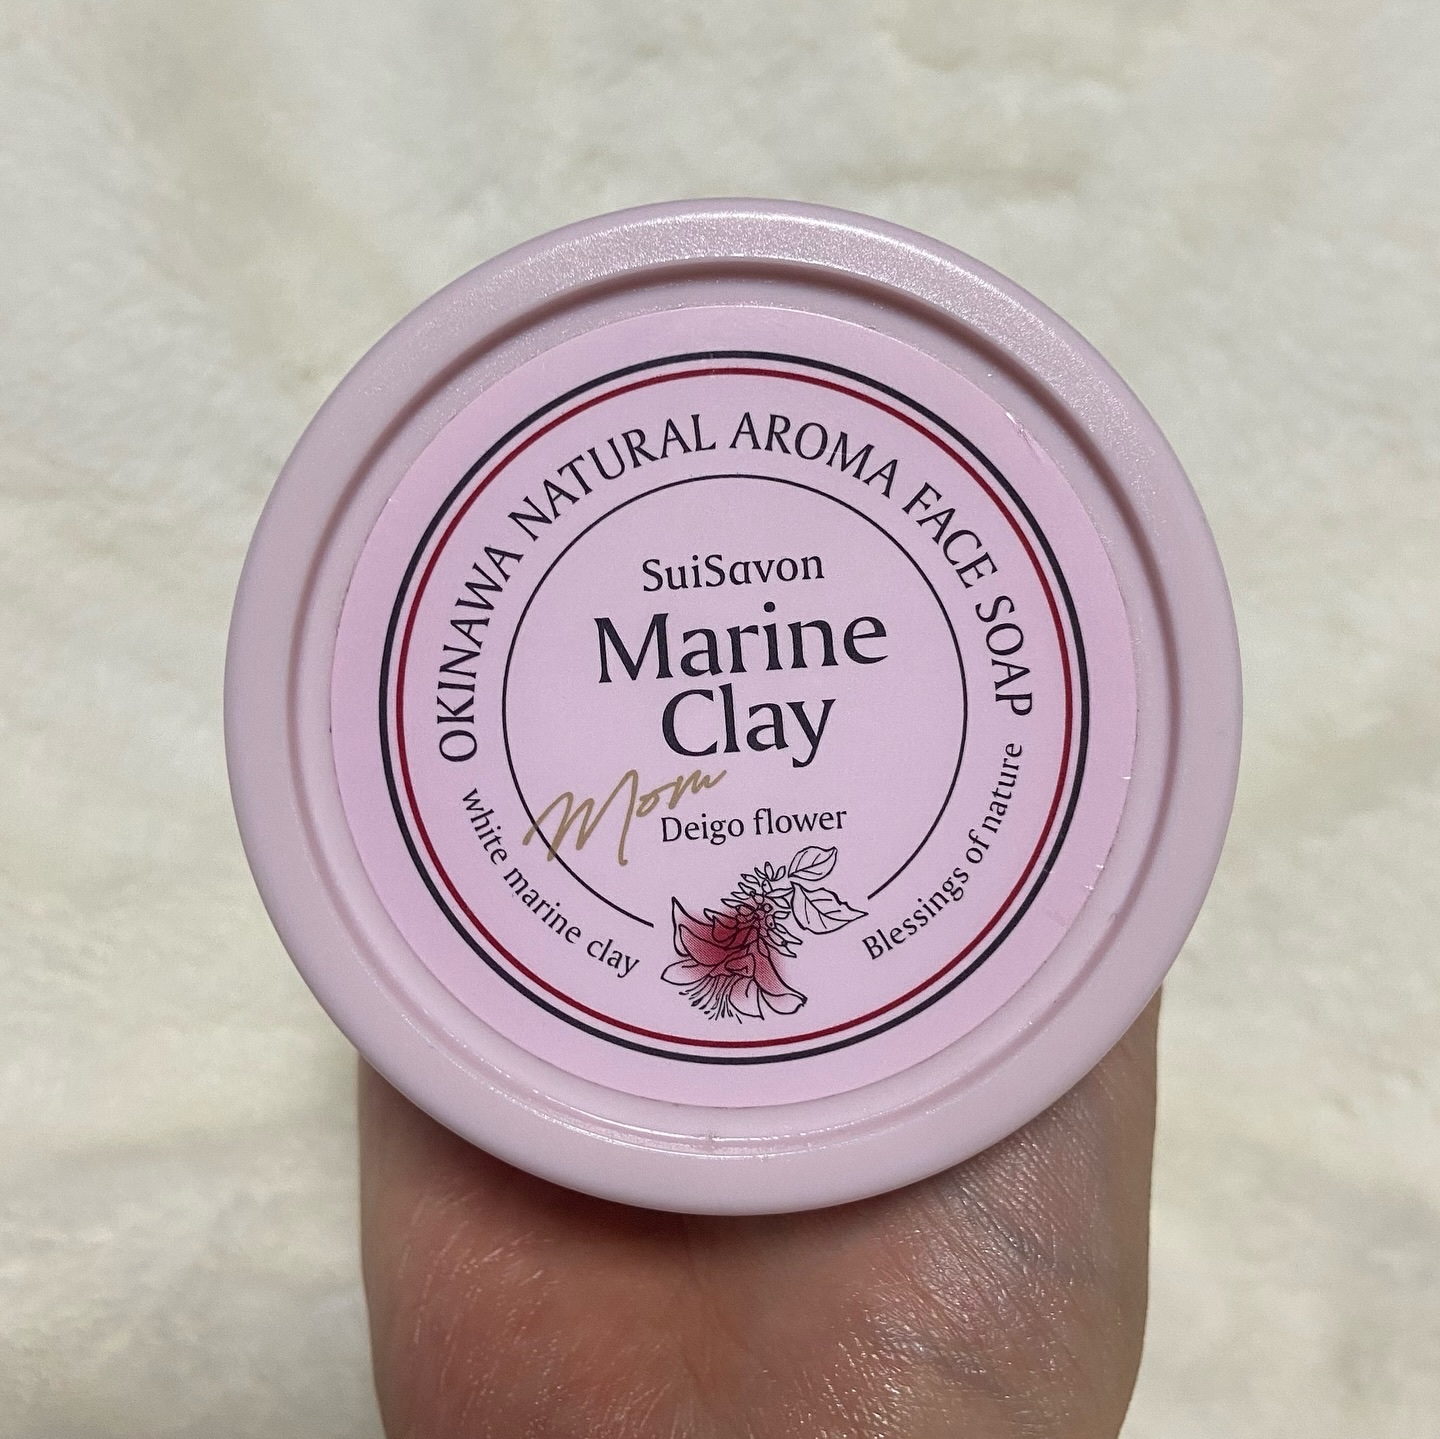 OKINAWA NATURAL AROMA FACE SOAP
SuiSavon
Marine
Clay
Mom
Deigo flower
white marine clay
Blessings of nature